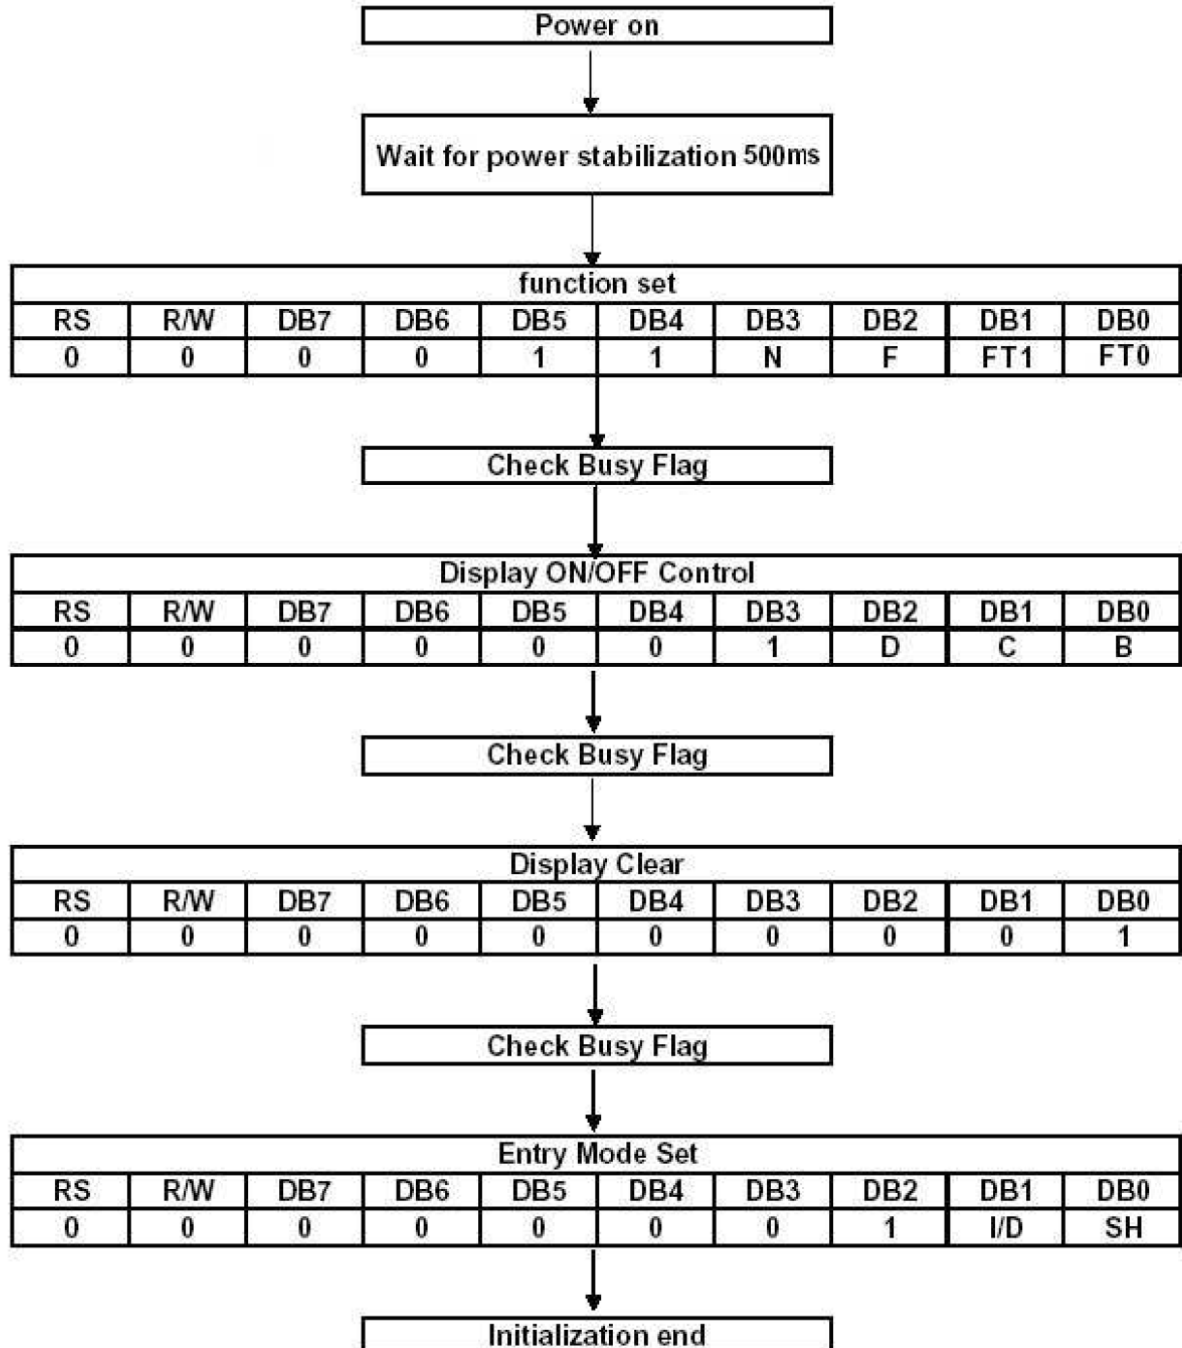 Power on
Wait for power stabilization 500ms
function set
RS R/W DB7 DB6 DB5 DB4 DB3 DB2 DB1 DB0
0 0 0 0 1 1 N F FT1 FT0
Check Busy Flag
Display ON/OFF Control
RS R/W DB7 DB6 DB5 DB4 DB3 DB2 DB1 DB0
0 0 0 0 0 0 1 D C B
Check Busy Flag
Display Clear
RS R/W DB7 DB6 DB5 DB4 DB3 DB2 DB1 DB0
0 0 0 0 0 0 0 0 0 1
Check Busy Flag
Entry Mode Set
RS R/W DB7 DB6 DB5 DB4 DB3 DB2 DB1 DB0
0 0 0 0 0 0 0 1 I/D SH
Initialization end